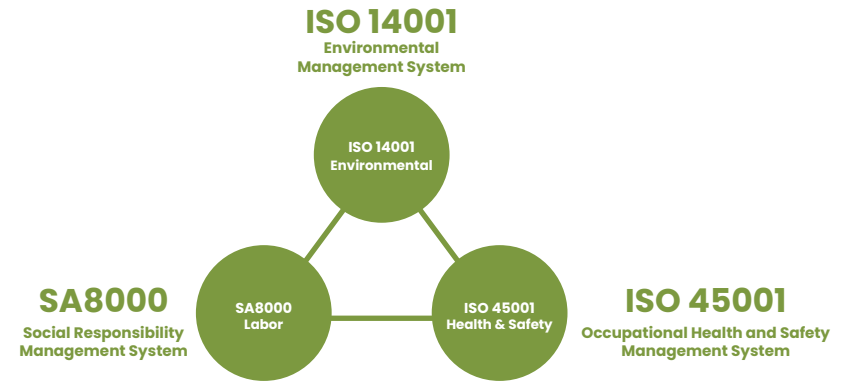 ISO 14001
Environmental
Management System
ISO 14001
Environmental
SA8000
Social Responsibility
Management System
SA8000
Labor
ISO 45001
Health & Safety
ISO 45001
Occupational Health and Safety
Management System